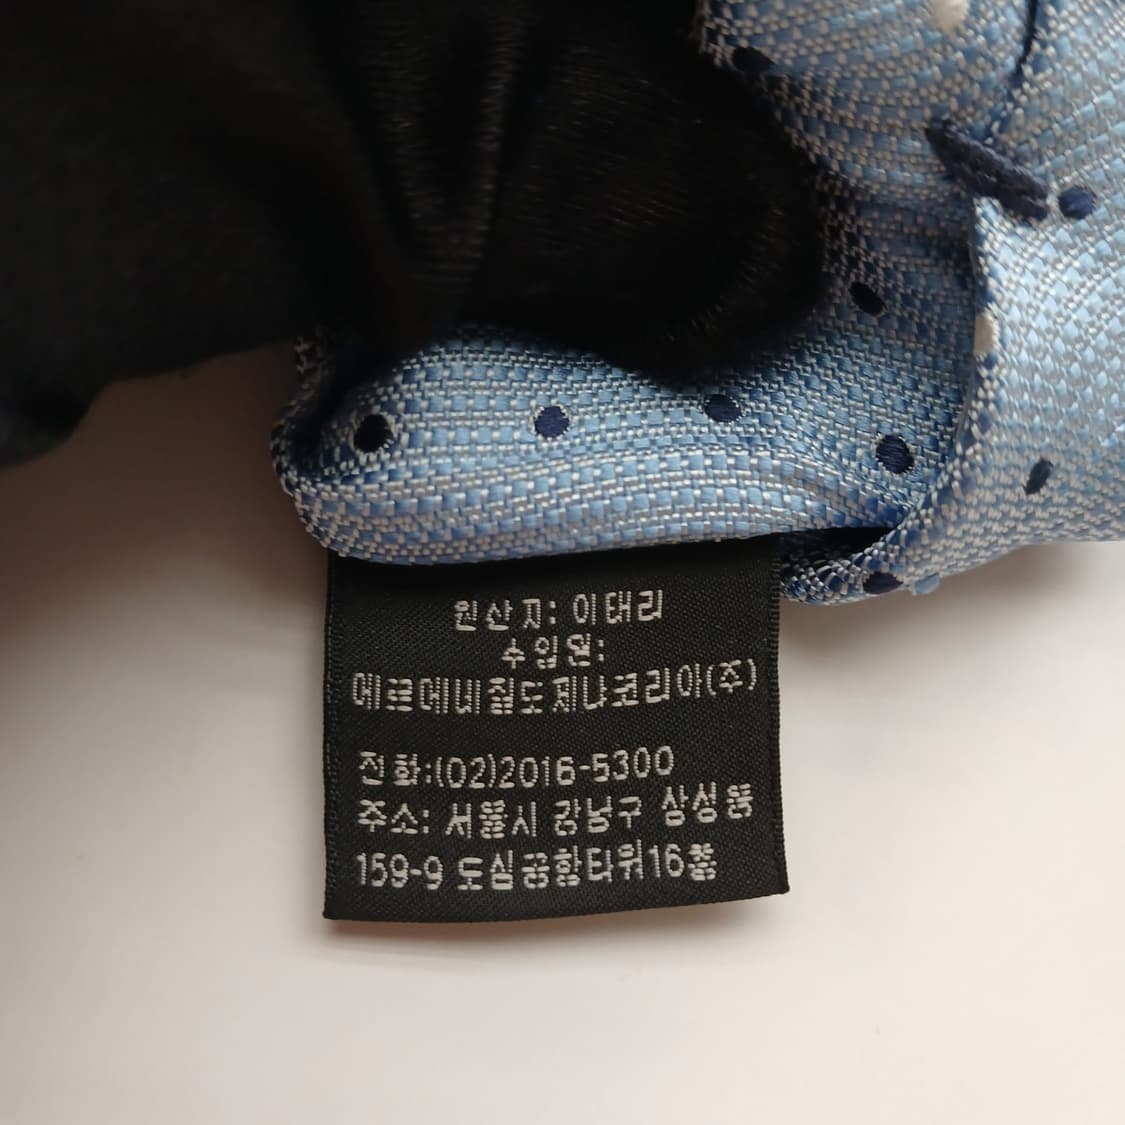 원산지: 이태리
수입원:
에르메네질도제냐코리아(주)
전화:(02)2016-5300
주소: 서울시 강남구 삼성동
159-9 도심공항타워16층